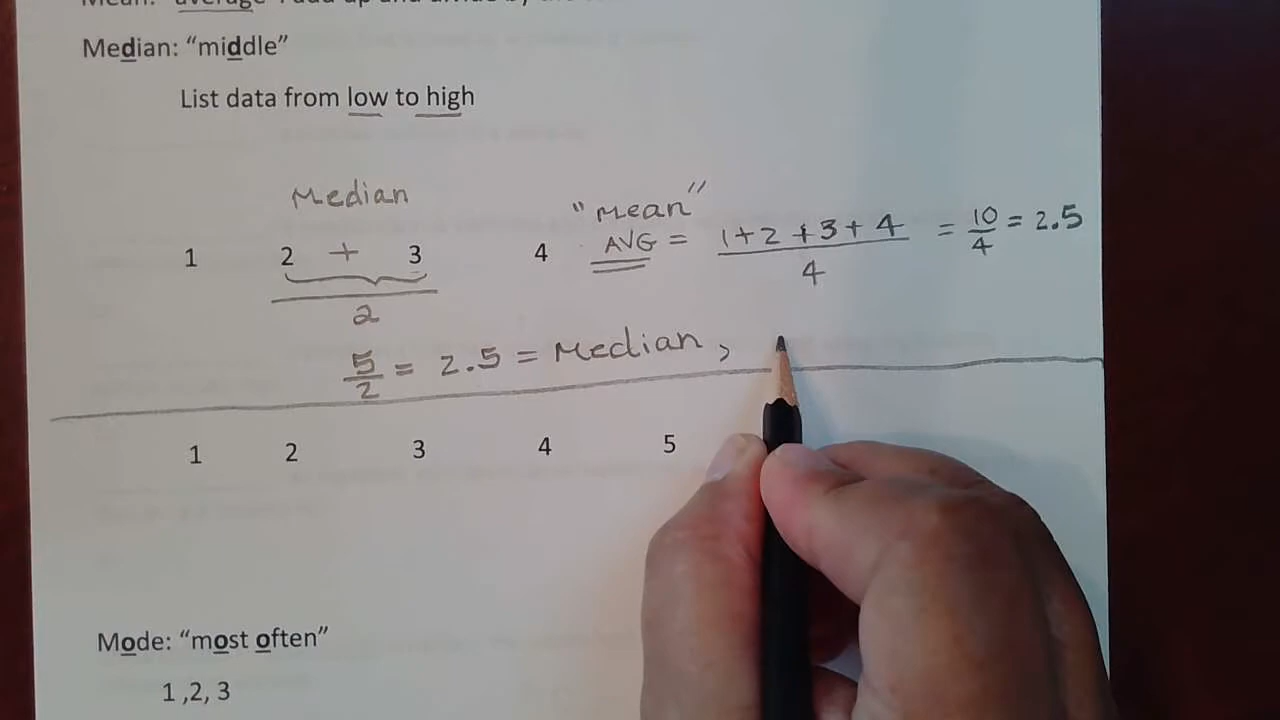 Mean: "average"
Median: "middle"
List data from low to high
Median
"Mean"
1 2 + 3 4 AVG = 1+2+3+4 = 10 = 2.5
2 4 4
5 = 2.5 = Median,
2
1 2 3 4 5
Mode: "most often"
1 ,2, 3